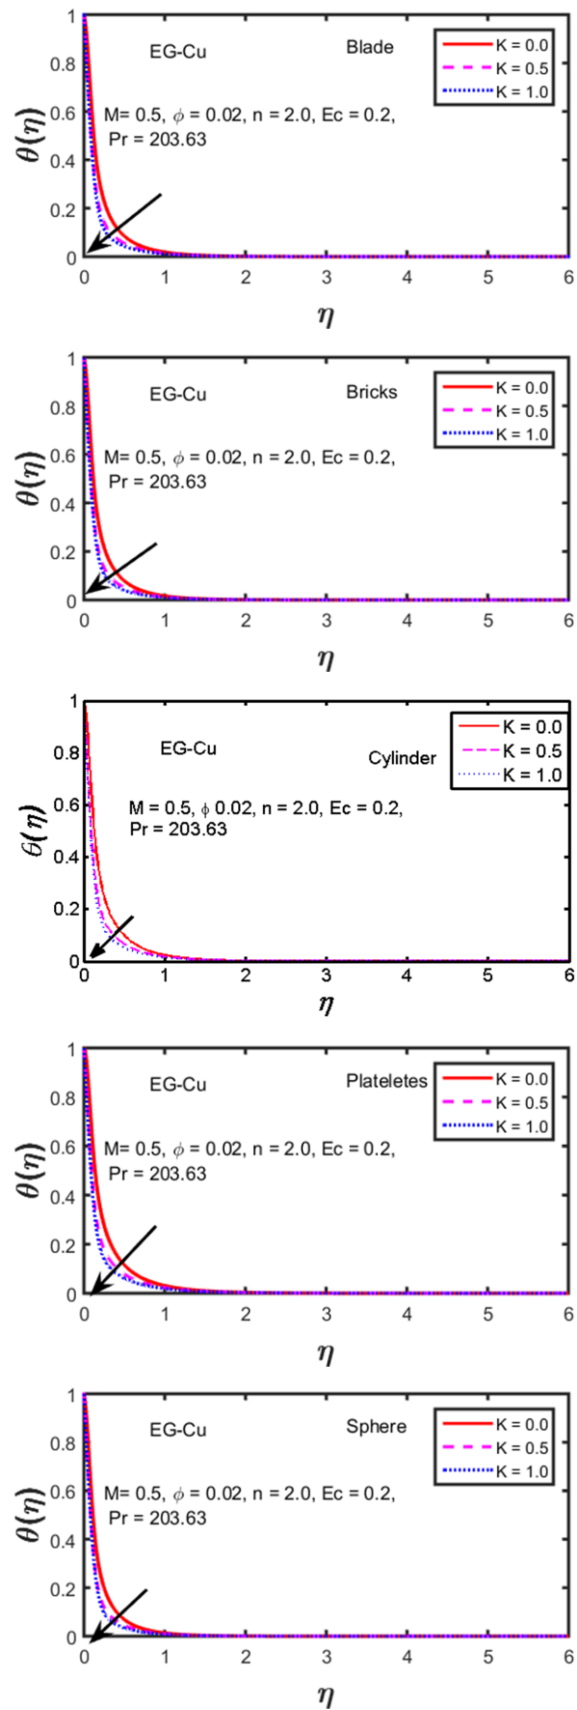 1
EG-Cu
Blade
K = 0.0
K = 0.5
K = 1.0
0.8
0.6
M= 0.5, ϕ = 0.02, n = 2.0, Ec = 0.2,
Pr = 203.63
θ(η)
0.4
0.2
0
0 1 2 3 4 5 6
η
1
EG-Cu
Bricks
K = 0.0
K = 0.5
K = 1.0
0.8
0.6
M= 0.5, ϕ = 0.02, n = 2.0, Ec = 0.2,
Pr = 203.63
θ(η)
0.4
0.2
0
0 1 2 3 4 5 6
η
1
EG-Cu
Cylinder
K = 0.0
K = 0.5
K = 1.0
0.8
0.6
M = 0.5, ϕ 0.02, n = 2.0, Ec = 0.2,
Pr = 203.63
θ(η)
0.4
0.2
0
0 1 2 3 4 5 6
η
1
EG-Cu
Plateletes
K = 0.0
K = 0.5
K = 1.0
0.8
0.6
M= 0.5, ϕ = 0.02, n = 2.0, Ec = 0.2,
Pr = 203.63
θ(η)
0.4
0.2
0
0 1 2 3 4 5 6
η
1
EG-Cu
Sphere
K = 0.0
K = 0.5
K = 1.0
0.8
0.6
M= 0.5, ϕ = 0.02, n = 2.0, Ec = 0.2,
Pr = 203.63
θ(η)
0.4
0.2
0
0 1 2 3 4 5 6
η